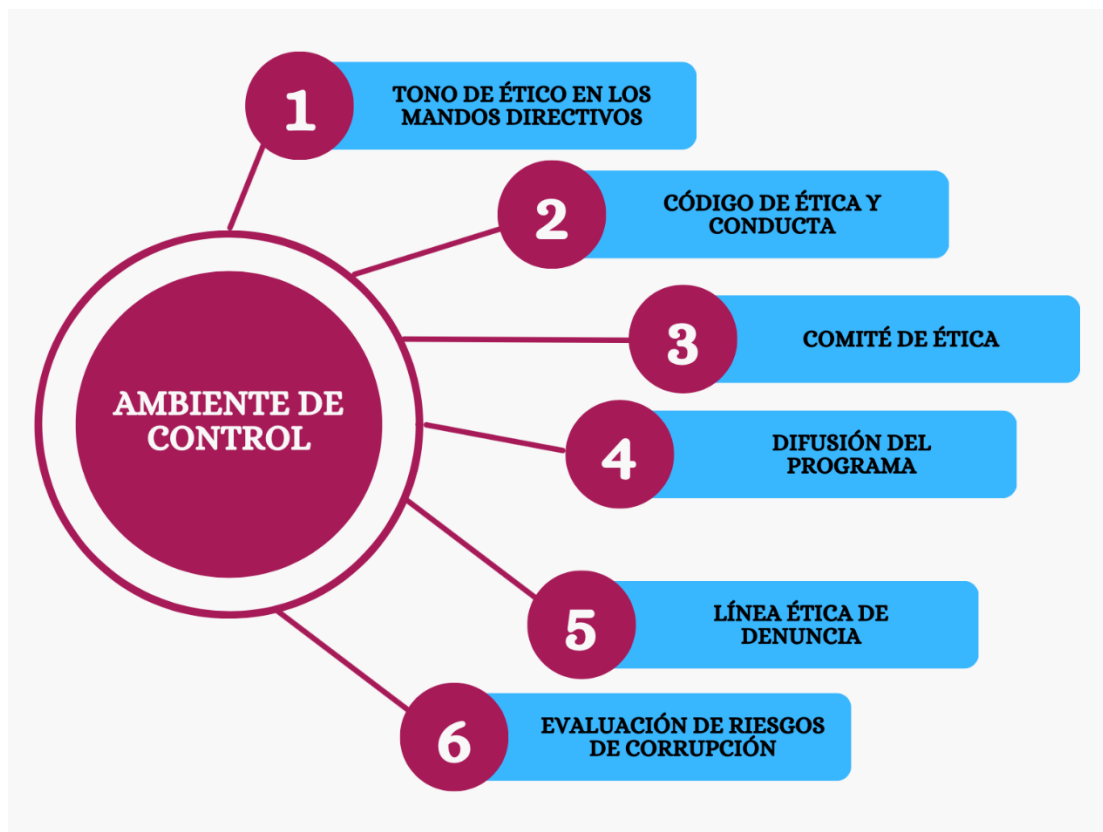 1
TONO DE ÉTICO EN LOS
MANDOS DIRECTIVOS
2
CÓDIGO DE ÉTICA Y
CONDUCTA
3
COMITÉ DE ÉTICA
AMBIENTE DE
CONTROL
4
DIFUSIÓN DEL
PROGRAMA
5
LÍNEA ÉTICA DE
DENUNCIA
6
EVALUACIÓN DE RIESGOS
DE CORRUPCIÓN